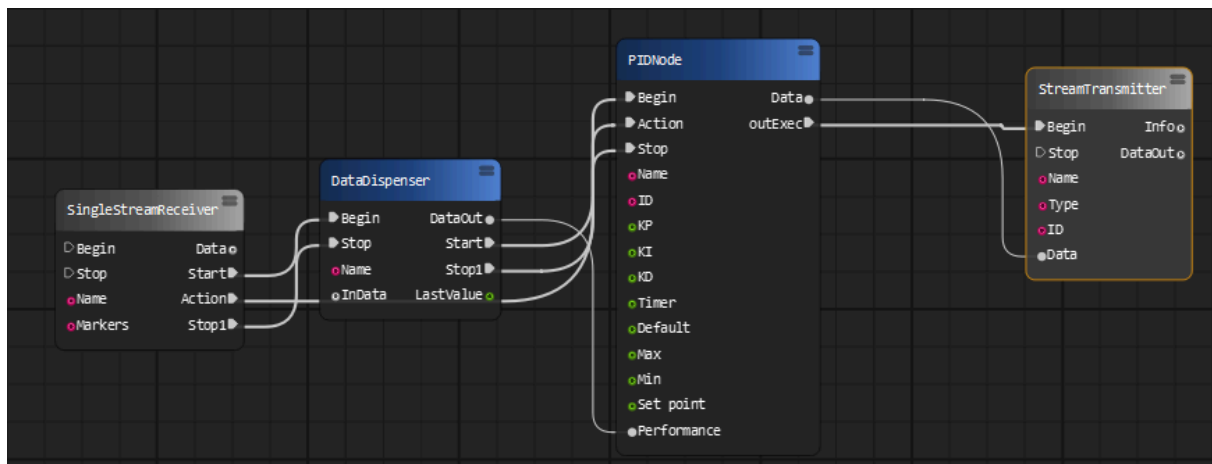 SingleStreamReceiver
Begin Data
Stop Start
Name Action
Markers Stop1
DataDispenser
Begin DataOut
Stop Start
Name Stop1
InData LastValue
PIDNode
Begin Data
Action outExec
Stop
Name
ID
KP
KI
KD
Timer
Default
Max
Min
Set point
Performance
StreamTransmitter
Begin Info
Stop DataOut
Name
Type
ID
Data